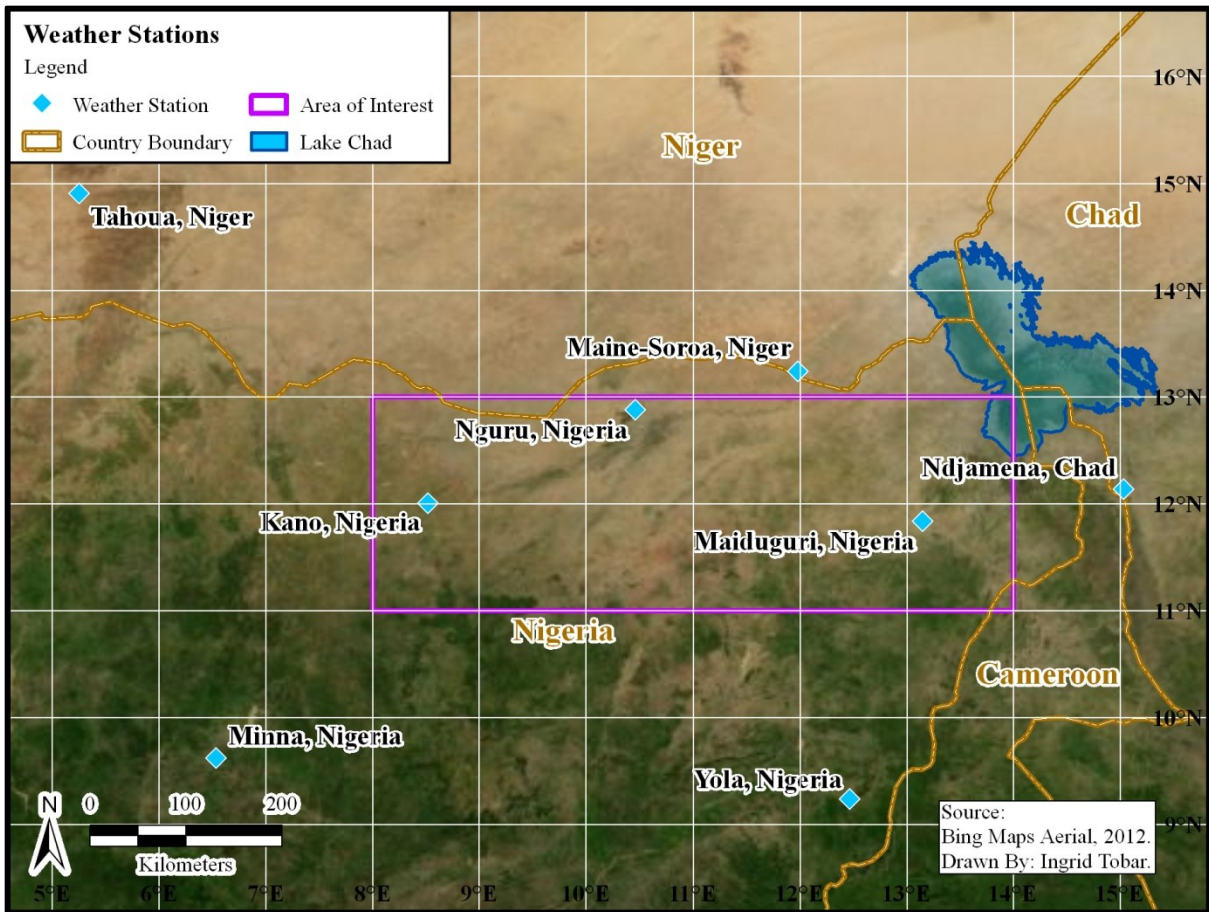 Weather Stations
Legend
Weather Station
Area of Interest
Country Boundary
Lake Chad
16°N
Niger
15°N
Tahoua, Niger
Chad
14°N
Maine-Soroa, Niger
13°N
Nguru, Nigeria
Ndjamena, Chad
12°N
Kano, Nigeria
Maiduguri, Nigeria
11°N
Nigeria
Cameroon
10°N
Minna, Nigeria
Yola, Nigeria
N
0 100 200
Kilometers
Source:
Bing Maps Aerial, 2012.
Drawn By: Ingrid Tobar.
9°N
5°E 6°E 7°E 8°E 9°E 10°E 11°E 12°E 13°E 14°E 15°E